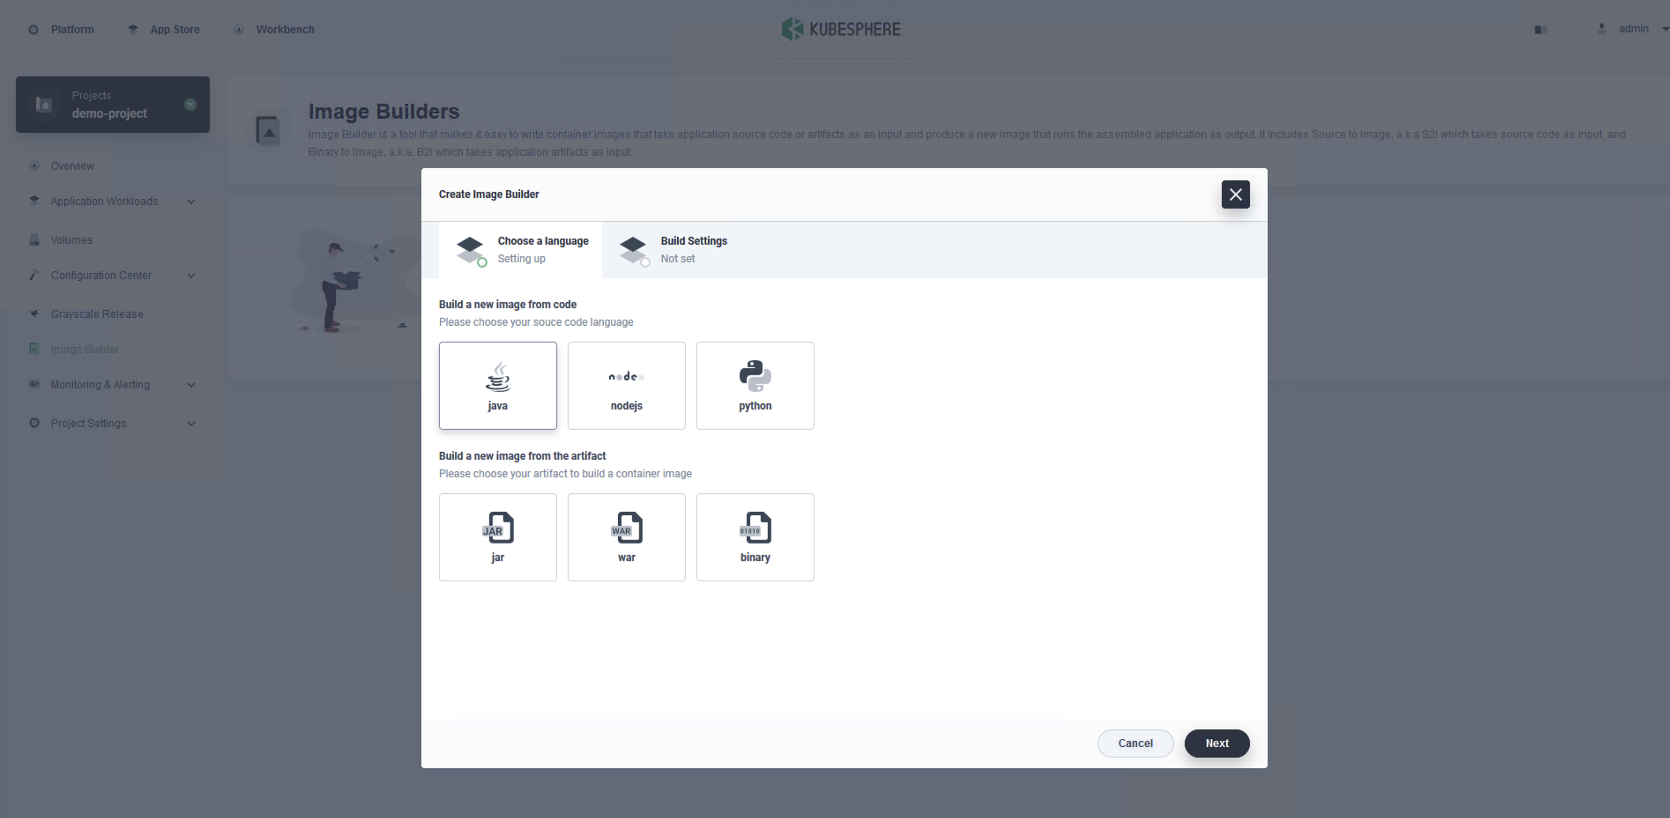 Platform
App Store
Workbench
KUBESPHERE
admin
Projects
demo-project
Image Builders
Image Builder is a tool that makes it easy to write container images that take application source code or artifacts as an input and produce a new image that runs the assembled application as output. It includes Source to Image, a.k.a S2I which takes source code as input, and
Binary to Image, a.k.a. B2I which takes application artifacts as input.
Overview
Application Workloads
Volumes
Configuration Center
Grayscale Release
Image Builder
Monitoring & Alerting
Project Settings
Create Image Builder
Choose a language
Setting up
Build Settings
Not set
Build a new image from code
Please choose your souce code language
java
node
nodejs
python
Build a new image from the artifact
Please choose your artifact to build a container image
JAR
jar
WAR
war
01010
binary
Cancel
Next